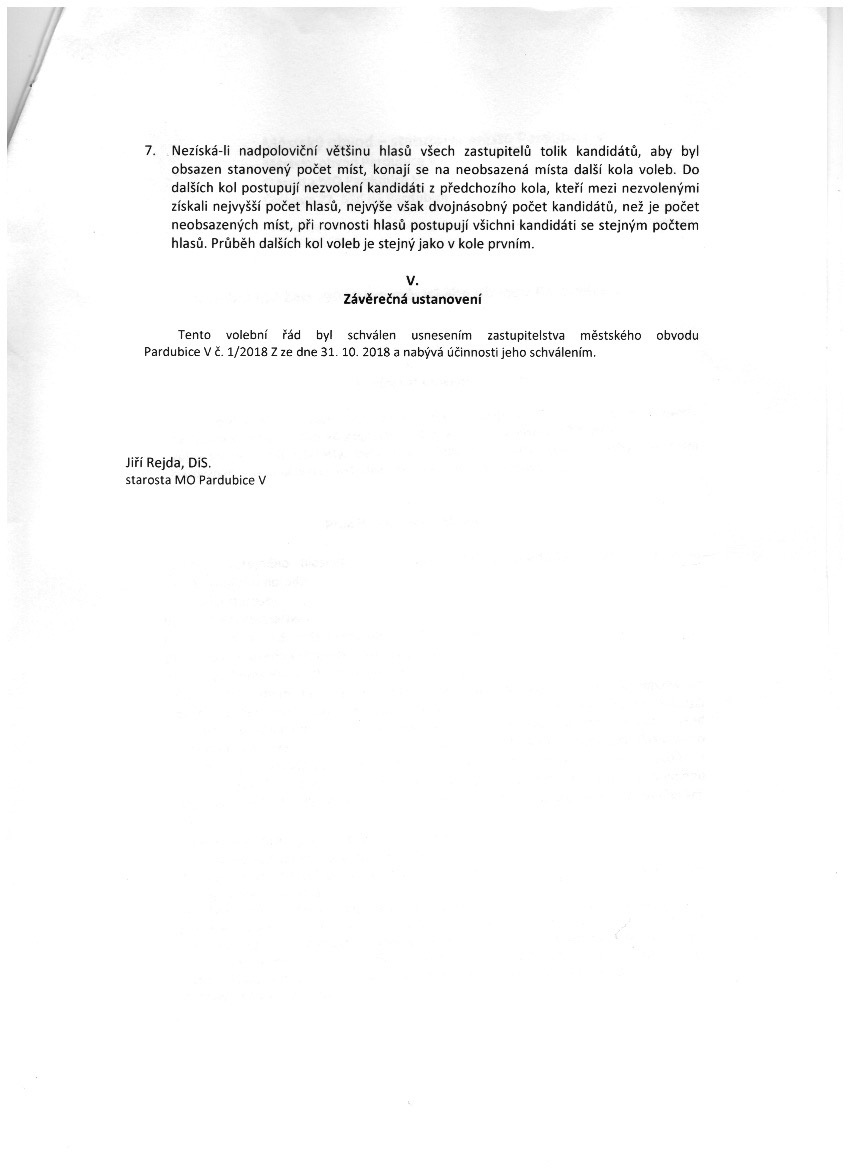 7. Nezíská-li nadpoloviční většinu hlasů všech zastupitelů tolik kandidátů, aby byl
obsazen stanovený počet míst, konají se na neobsazená místa další kola voleb. Do
dalších kol postupují nezvolení kandidáti z předchozího kola, kteří mezi nezvolenými
získali nejvyšší počet hlasů, nejvýše však dvojnásobný počet kandidátů, než je počet
neobsazených míst, při rovnosti hlasů postupují všichni kandidáti se stejným počtem
hlasů. Průběh dalších kol voleb je stejný jako v kole prvním.
V.
Závěrečná ustanovení
Tento volební řád byl schválen usnesením zastupitelstva městského obvodu
Pardubice V č. 1/2018 Z ze dne 31. 10. 2018 a nabývá účinnosti jeho schválením.
Jiří Rejda, DiS.
starosta MO Pardubice V